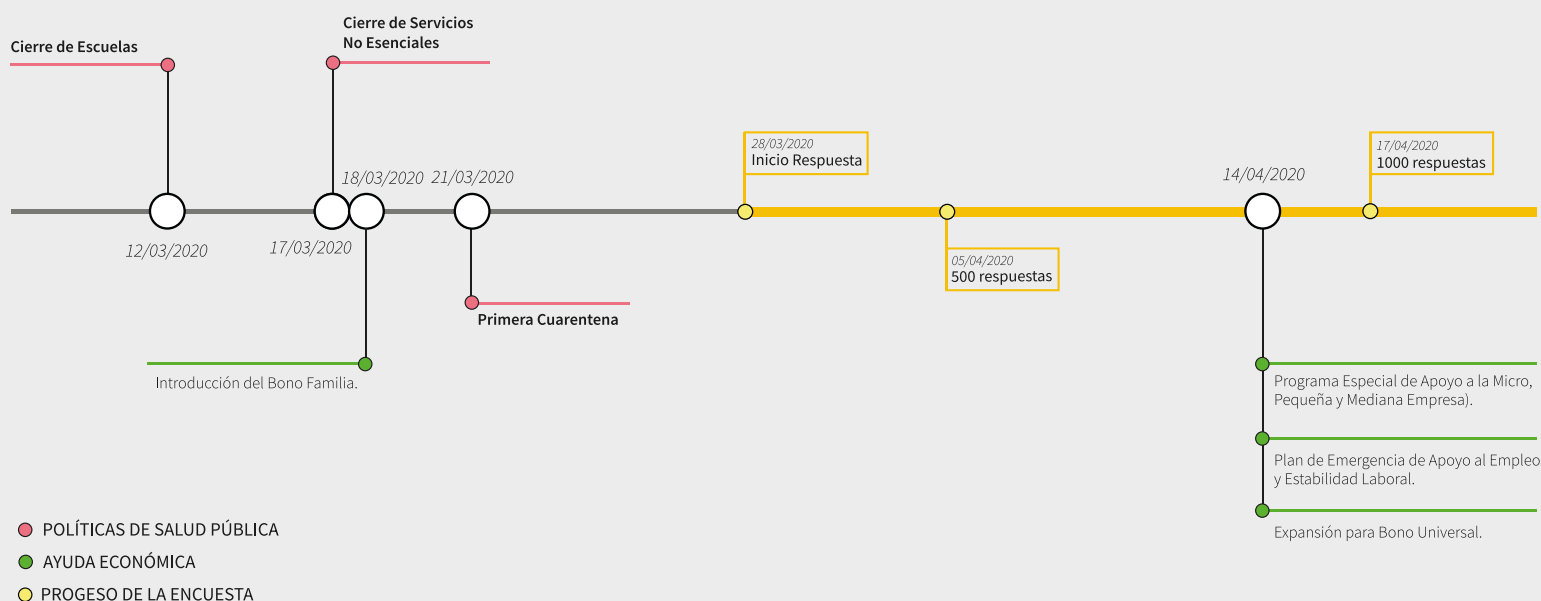 Cierre de Escuelas
Cierre de Servicios
No Esenciales
12/03/2020
17/03/2020
18/03/2020
21/03/2020
Introducción del Bono Familia.
Primera Cuarentena
28/03/2020
Inicio Respuesta
05/04/2020
500 respuestas
14/04/2020
17/04/2020
1000 respuestas
Programa Especial de Apoyo a la Micro,
Pequeña y Mediana Empresa).
Plan de Emergencia de Apoyo al Empleo
y Estabilidad Laboral.
Expansión para Bono Universal.
POLÍTICAS DE SALUD PÚBLICA
AYUDA ECONÓMICA
PROGESO DE LA ENCUESTA